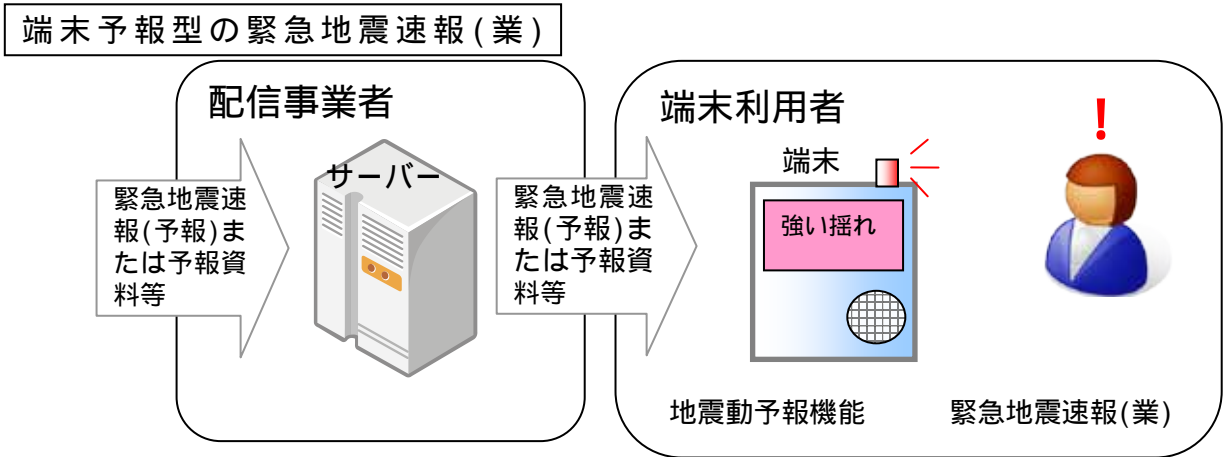 端末予報型の緊急地震速報(業)
配信事業者
サーバー
緊急地震速
報(予報)ま
たは予報資
料等
緊急地震速
報(予報)ま
たは予報資
料等
端末利用者
端末
強い揺れ
!
地震動予報機能
緊急地震速報(業)